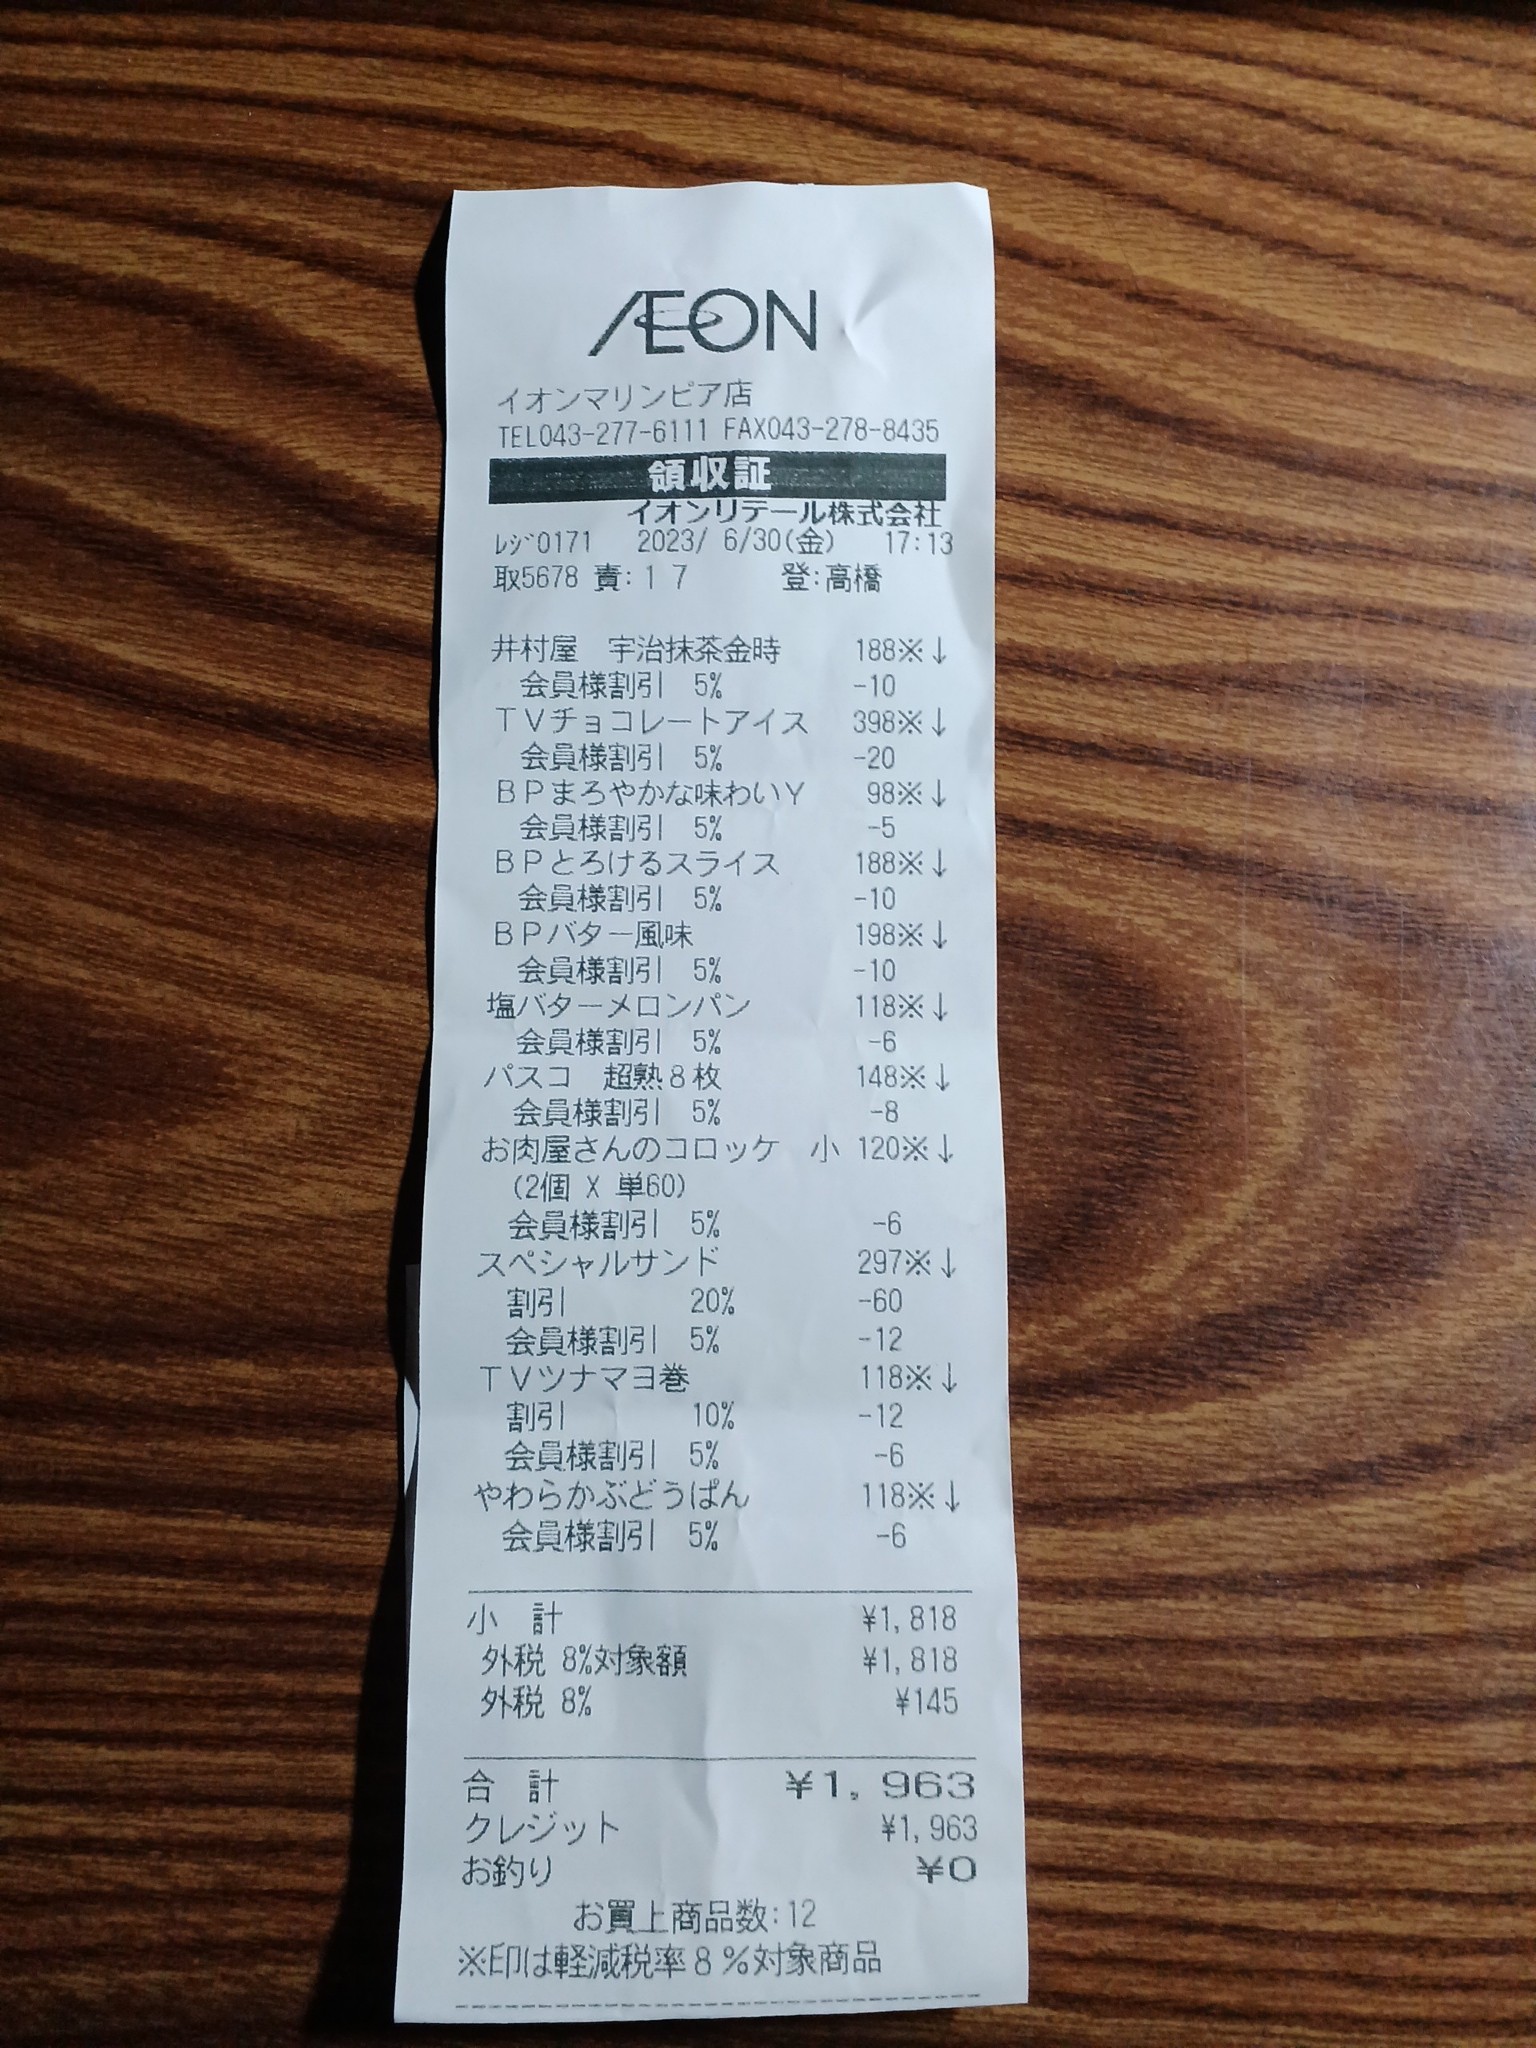 ÆON
イオンマリンピア店
TEL043-277-6111 FAX043-278-8435
領収証
イオンリテール株式会社
ﾚｼﾞ0171 2023/ 6/30(金) 17:13
取5678 責:１７ 登:高橋
井村屋　宇治抹茶金時 188※↓
会員様割引 5% -10
ＴＶチョコレートアイス 398※↓
会員様割引 5% -20
ＢＰまろやかな味わいＹ 98※↓
会員様割引 5% -5
ＢＰとろけるスライス 188※↓
会員様割引 5% -10
ＢＰバター風味 198※↓
会員様割引 5% -10
塩バターメロンパン 118※↓
会員様割引 5% -6
パスコ　超熟８枚 148※↓
会員様割引 5% -8
お肉屋さんのコロッケ　小 120※↓
(2個 X 単60)
会員様割引 5% -6
スペシャルサンド 297※↓
割引 20% -60
会員様割引 5% -12
ＴＶツナマヨ巻 118※↓
割引 10% -12
会員様割引 5% -6
やわらかぶどうぱん 118※↓
会員様割引 5% -6
小　計 ¥1,818
外税 8%対象額 ¥1,818
外税 8% ¥145
合　計 ¥1,963
クレジット ¥1,963
お釣り ¥0
お買上商品数:12
※印は軽減税率８％対象商品